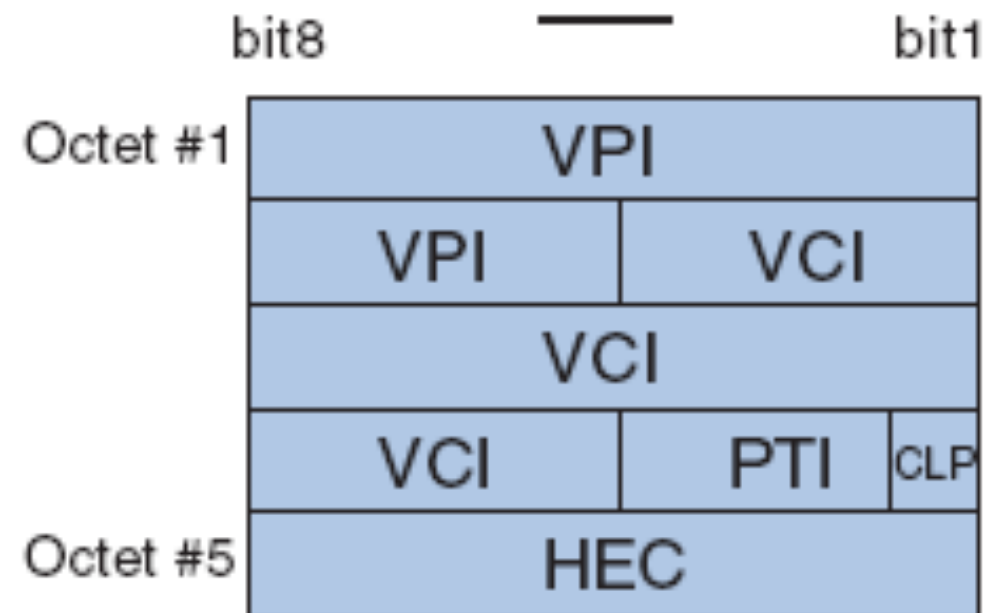 bit8 bit1
Octet #1 VPI
VPI VCI
VCI
VCI PTI CLP
Octet #5 HEC